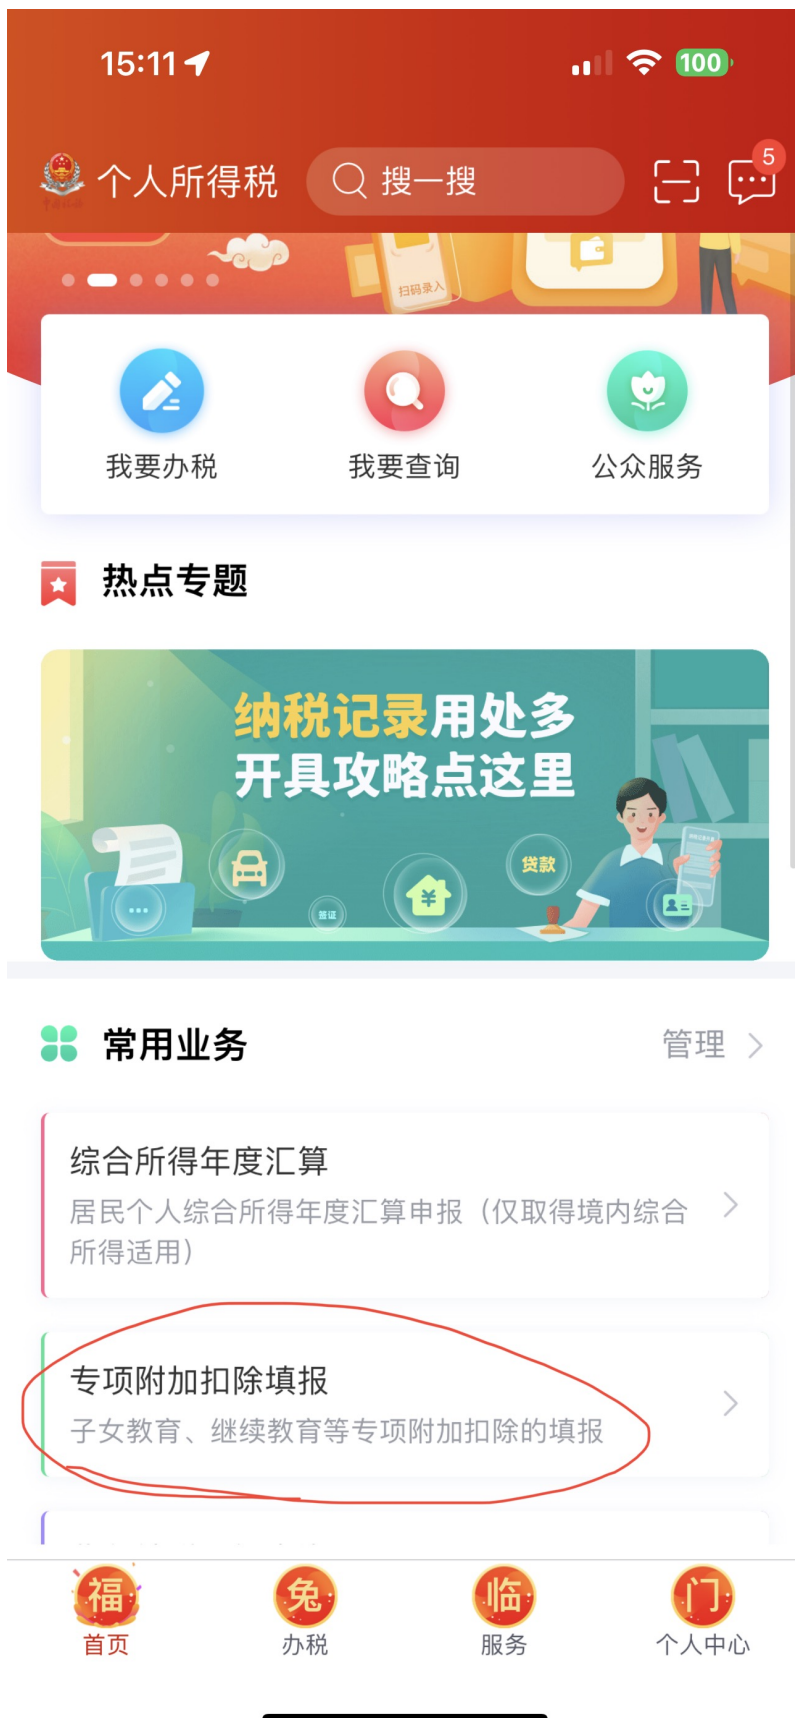 15:11
100
个人所得税
搜一搜
5
扫码录入
我要办税
我要查询
公众服务
热点专题
纳税记录用处多
开具攻略点这里
贷款
签证
¥
常用业务
管理
综合所得年度汇算
居民个人综合所得年度汇算申报（仅取得境内综合
所得适用）
专项附加扣除填报
子女教育、继续教育等专项附加扣除的填报
福
兔
临
门
首页
办税
服务
个人中心